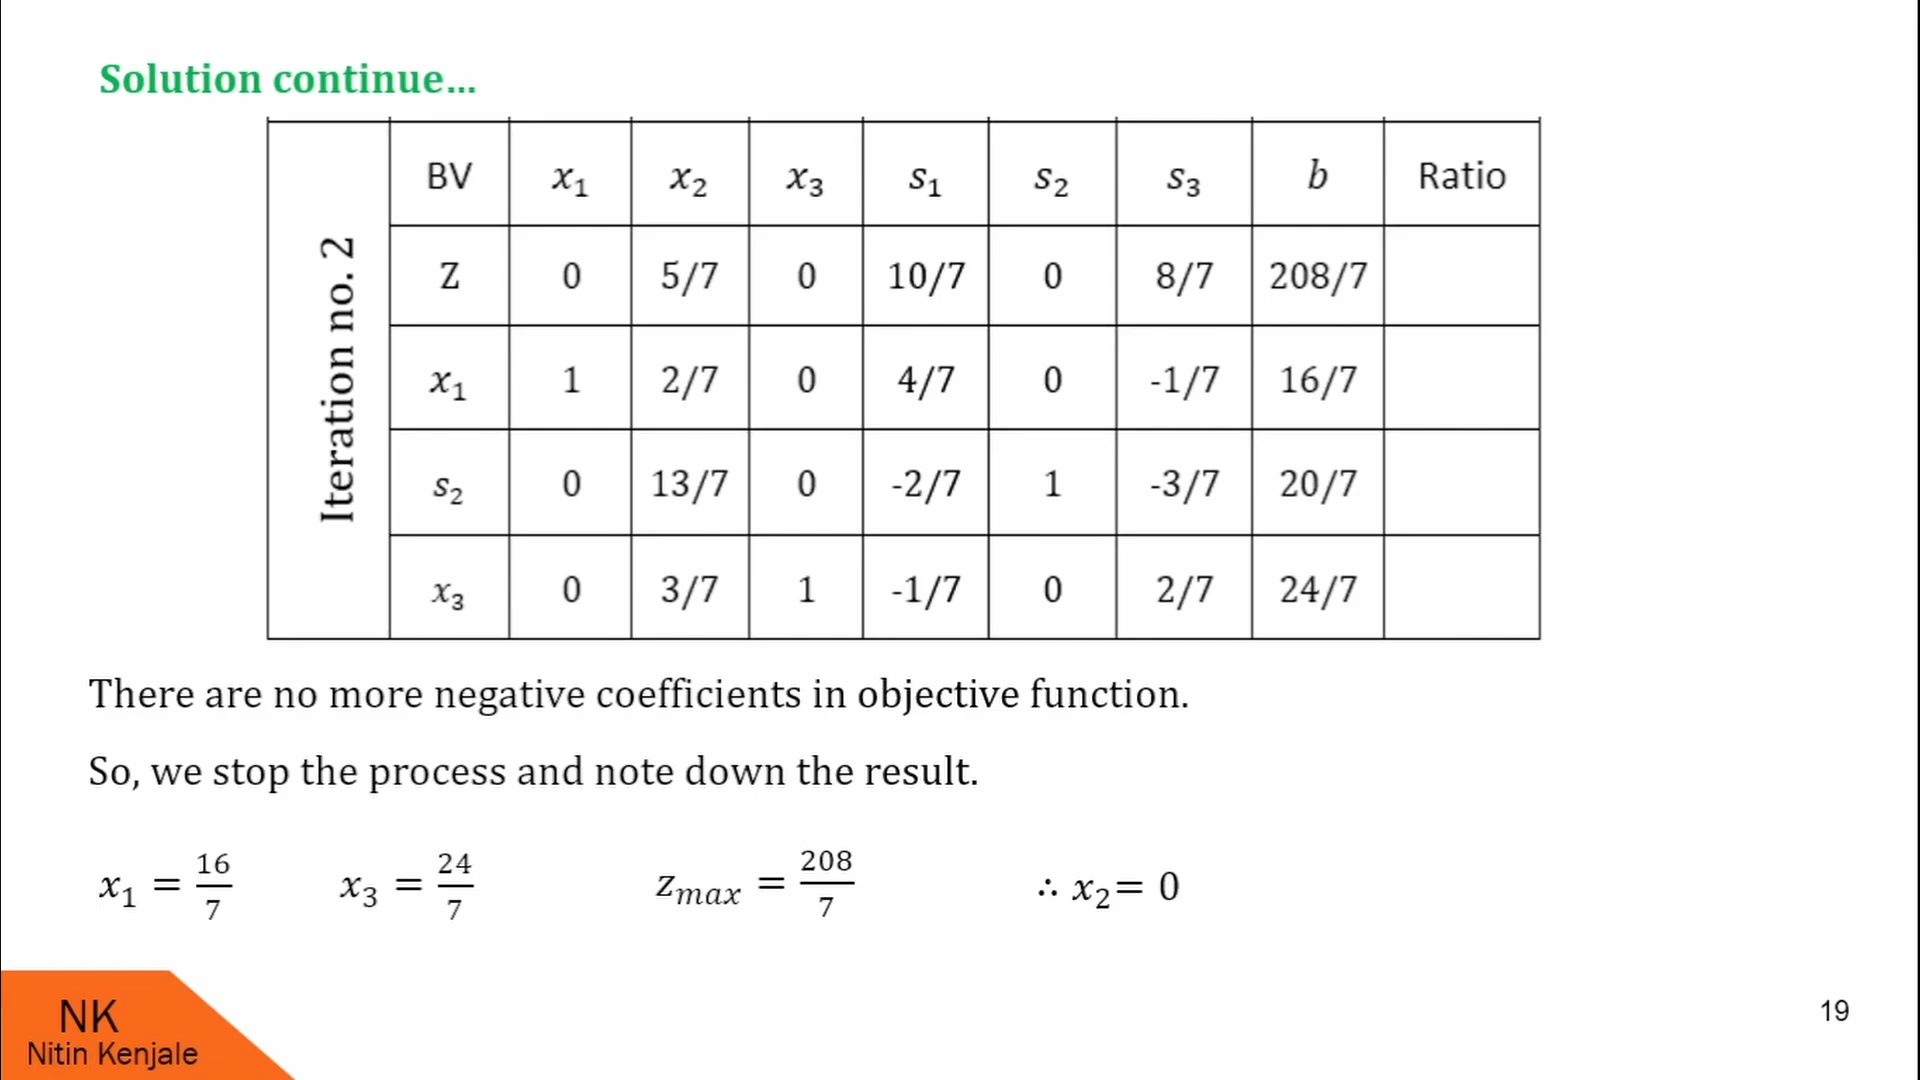 Solution continue...
Iteration no. 2
BV x₁ x₂ x₃ s₁ s₂ s₃ b Ratio
Z 0 5/7 0 10/7 0 8/7 208/7
x₁ 1 2/7 0 4/7 0 -1/7 16/7
s₂ 0 13/7 0 -2/7 1 -3/7 20/7
x₃ 0 3/7 1 -1/7 0 2/7 24/7
There are no more negative coefficients in objective function.
So, we stop the process and note down the result.
x₁ = 16/7 x₃ = 24/7 z_max = 208/7 ∴ x₂= 0
NK
Nitin Kenjale
19